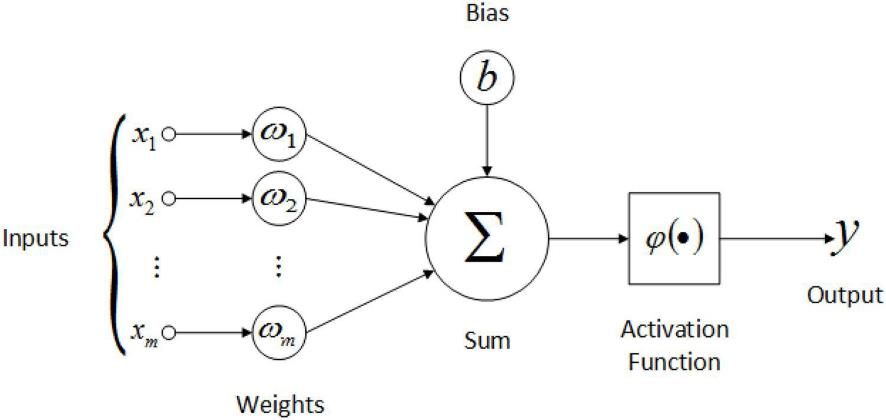 Bias
b
x₁ ω₁
x₂ ω₂
Inputs
⋮ ⋮
Σ
φ(•)
y
Output
xₘ ωₘ
Sum
Activation
Function
Weights